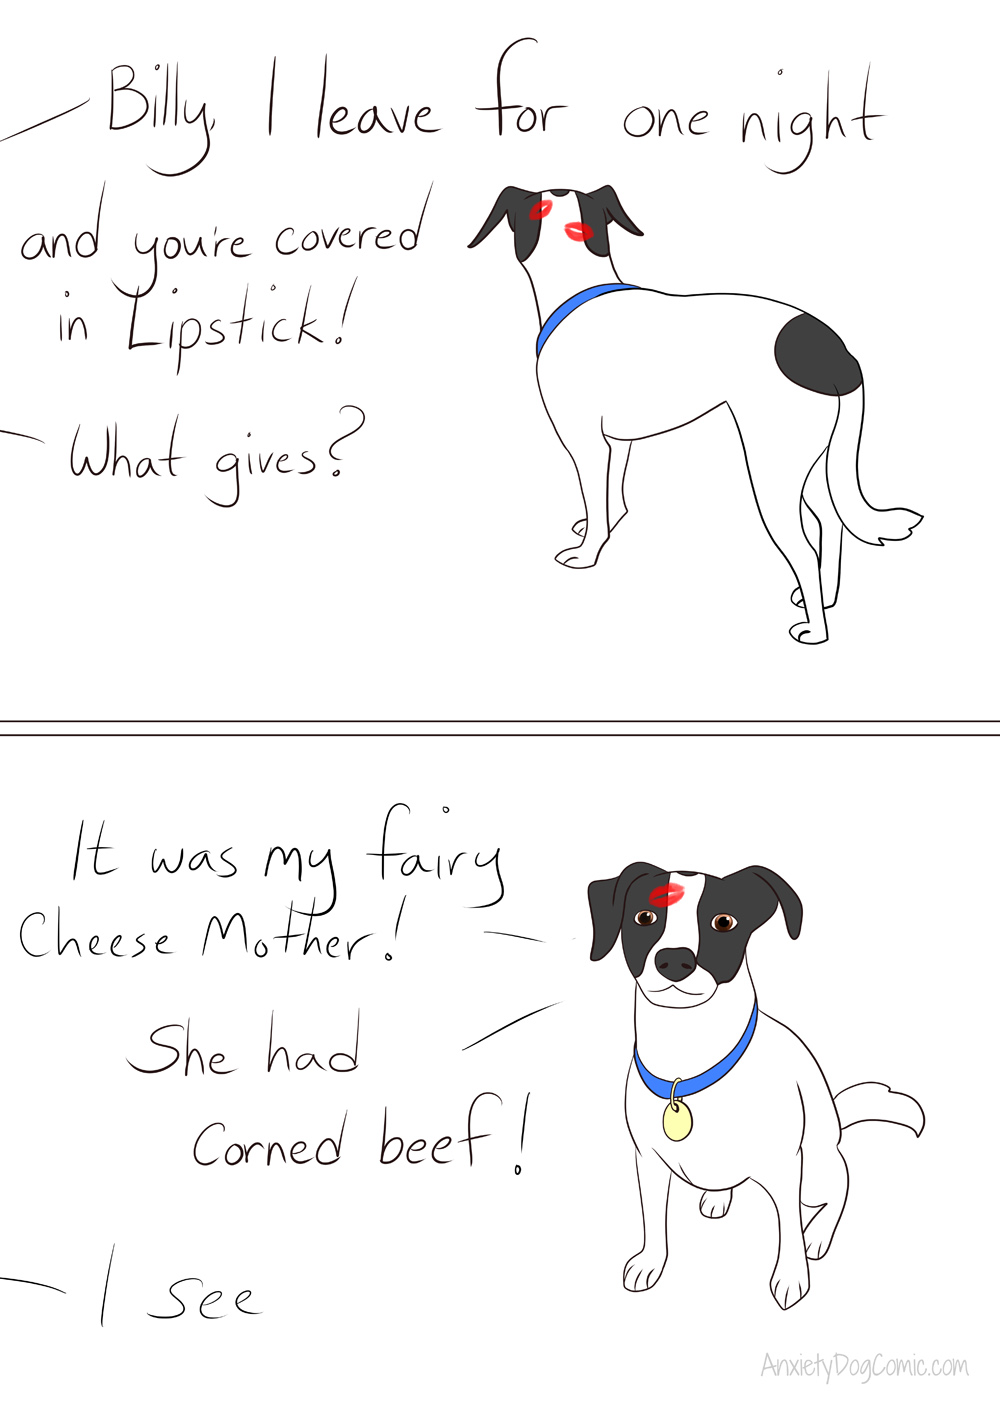 Billy, I leave for one night
and you're covered
in Lipstick!
What gives?
It was my fairy
Cheese Mother!
She had
Corned beef!
I see
AnxietyDogComic.com